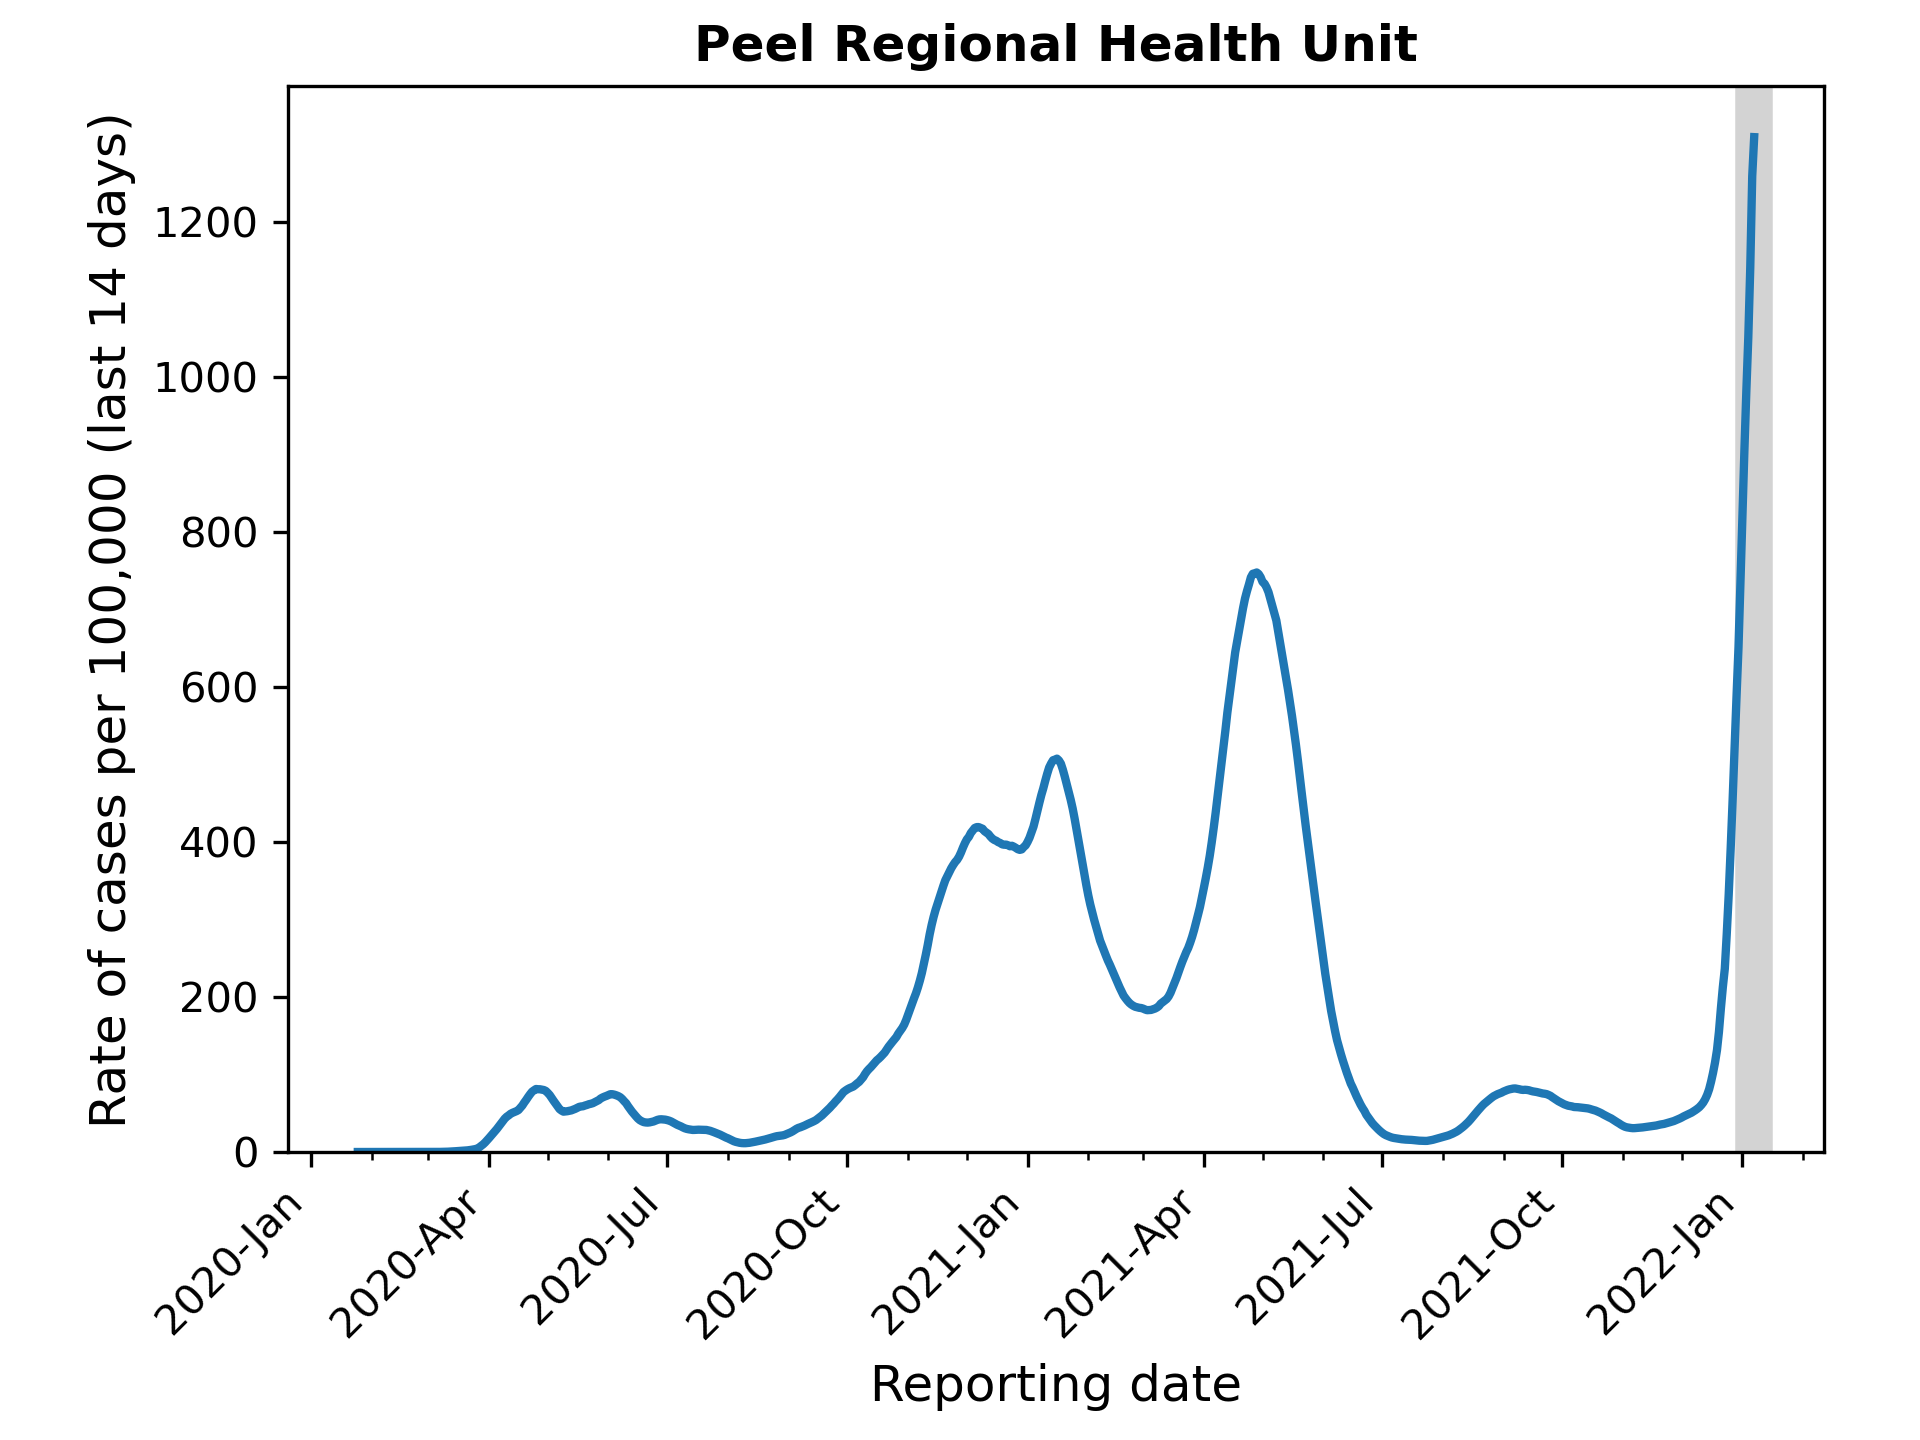 Peel Regional Health Unit
Rate of cases per 100,000 (last 14 days)
1200
1000
800
600
400
200
0
2020-Jan
2020-Apr
2020-Jul
2020-Oct
2021-Jan
2021-Apr
2021-Jul
2021-Oct
2022-Jan
Reporting date